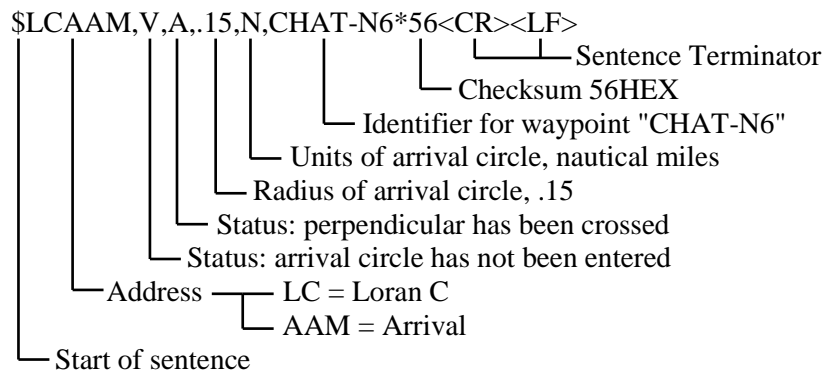 $LCAAM,V,A,.15,N,CHAT-N6*56<CR><LF>
Sentence Terminator
Checksum 56HEX
Identifier for waypoint "CHAT-N6"
Units of arrival circle, nautical miles
Radius of arrival circle, .15
Status: perpendicular has been crossed
Status: arrival circle has not been entered
Address LC = Loran C
AAM = Arrival
Start of sentence